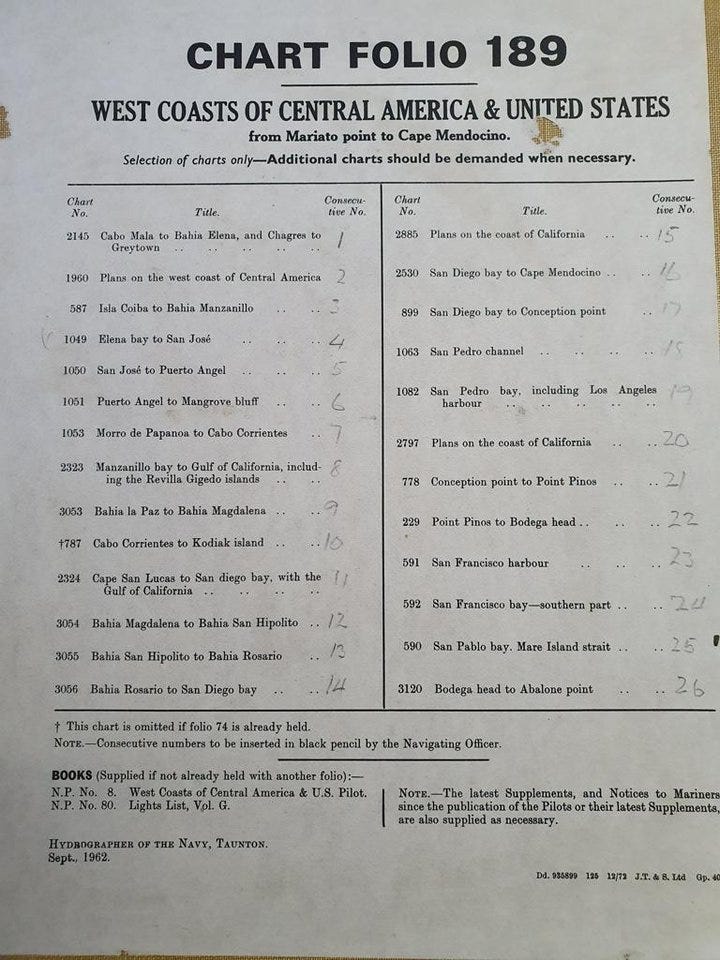 CHART FOLIO 189
WEST COASTS OF CENTRAL AMERICA & UNITED STATES
from Mariato point to Cape Mendocino.
Selection of charts only—Additional charts should be demanded when necessary.
Chart Consecu-
No. Title. tive No.
2145 Cabo Mala to Bahia Elena, and Chagres to
Greytown .. .. .. .. .. 1
1960 Plans on the west coast of Central America 2
587 Isla Coiba to Bahia Manzanillo .. .. 3
1049 Elena bay to San José .. .. .. 4
1050 San José to Puerto Angel .. .. .. 5
1051 Puerto Angel to Mangrove bluff .. .. 6
1053 Morro de Papanoa to Cabo Corrientes .. 7
2323 Manzanillo bay to Gulf of California, includ- 8
ing the Revilla Gigedo islands .. ..
3053 Bahia la Paz to Bahia Magdalena .. .. 9
†787 Cabo Corrientes to Kodiak island .. .. 10
2324 Cape San Lucas to San diego bay, with the 11
Gulf of California .. .. .. ..
3054 Bahia Magdalena to Bahia San Hipolito .. 12
3055 Bahia San Hipolito to Bahia Rosario .. 13
3056 Bahia Rosario to San Diego bay .. .. 14
Chart Consecu-
No. Title. tive No.
2885 Plans on the coast of California .. .. 15
2530 San Diego bay to Cape Mendocino .. .. 16
899 San Diego bay to Conception point .. 17
1063 San Pedro channel .. .. .. .. 18
1082 San Pedro bay, including Los Angeles 19
harbour .. .. .. .. ..
2797 Plans on the coast of California .. .. 20
778 Conception point to Point Pinos .. .. 21
229 Point Pinos to Bodega head .. .. .. 22
591 San Francisco harbour .. .. .. 23
592 San Francisco bay—southern part .. .. 24
590 San Pablo bay. Mare Island strait .. .. 25
3120 Bodega head to Abalone point .. .. 26
† This chart is omitted if folio 74 is already held.
NOTE.—Consecutive numbers to be inserted in black pencil by the Navigating Officer.
BOOKS (Supplied if not already held with another folio):—
N.P. No. 8. West Coasts of Central America & U.S. Pilot.
N.P. No. 80. Lights List, Vol. G.
NOTE.—The latest Supplements, and Notices to Mariners
since the publication of the Pilots or their latest Supplements,
are also supplied as necessary.
HYDROGRAPHER OF THE NAVY, TAUNTON.
Sept., 1962.
Dd. 935899 125 12/72 J.T. & S. Ltd Gp. 40